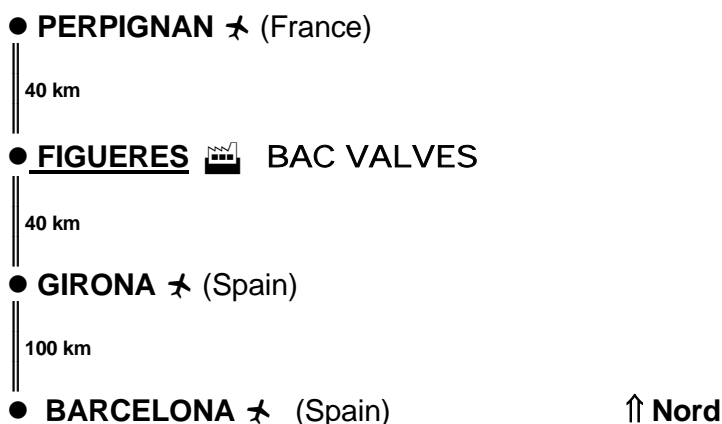 PERPIGNAN (France)
40 km
FIGUERES BAC VALVES
40 km
GIRONA (Spain)
100 km
BARCELONA (Spain) ⇑ Nord